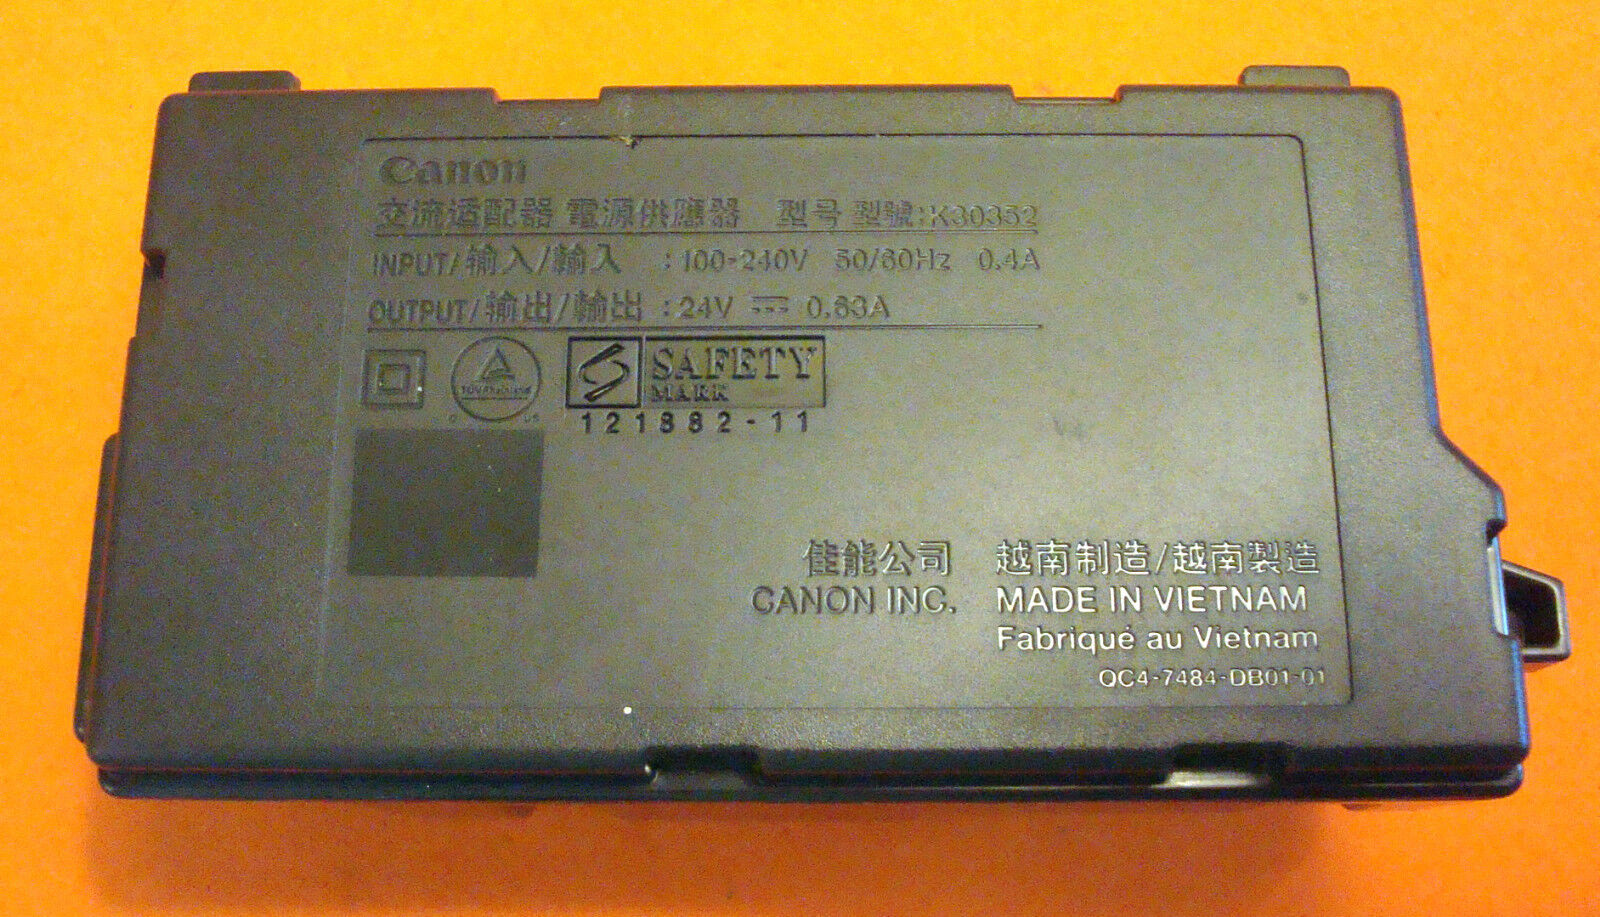 Canon
交流适配器 電源供應器 型号 型號:K30352
INPUT/输入/輸入 :100-240V 50/60Hz 0.4A
OUTPUT/输出/輸出 :24V ⎓ 0.63A
TÜVRheinland
C US
S SAFETY
MARK
121882-11
佳能公司
CANON INC.
越南制造/越南製造
MADE IN VIETNAM
Fabriqué au Vietnam
QC4-7484-DB01-01